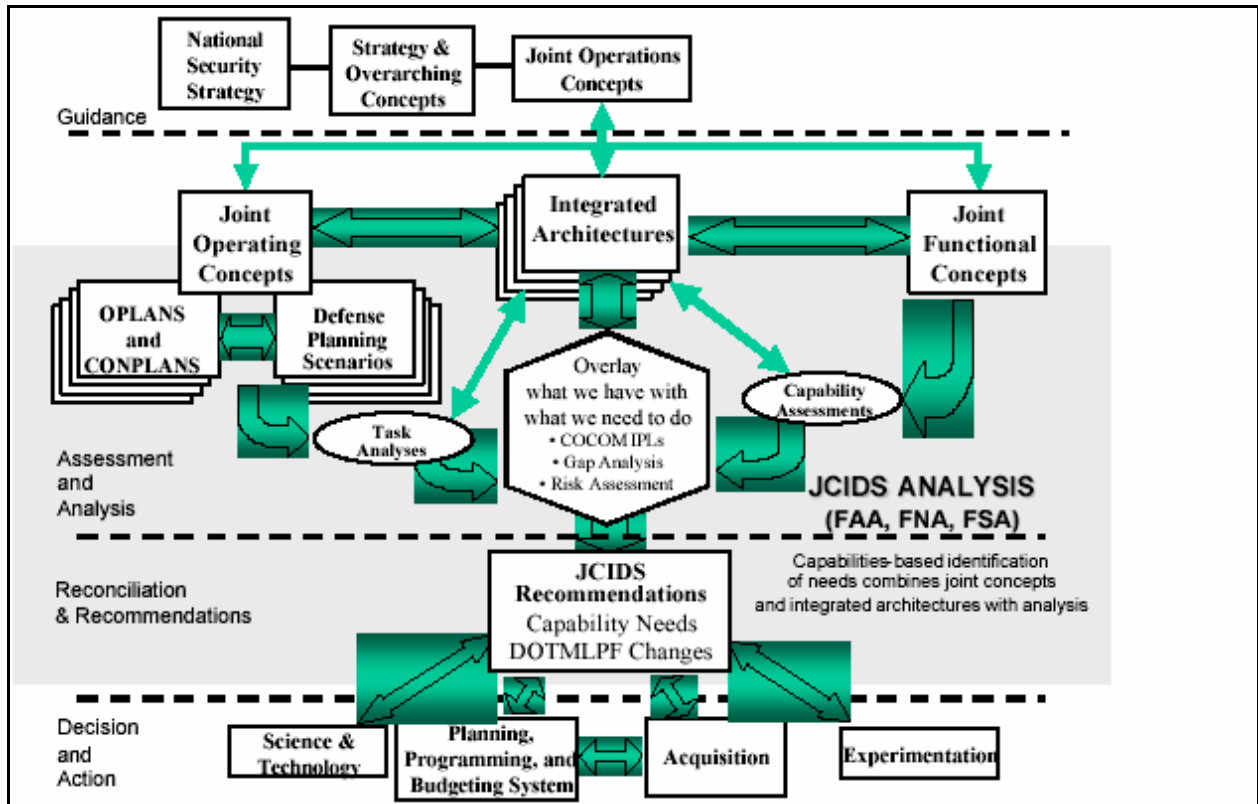 National
Security
Strategy
Strategy &
Overarching
Concepts
Joint Operations
Concepts
Guidance
Joint
Operating
Concepts
Integrated
Architectures
Joint
Functional
Concepts
OPLANS
and
CONPLANS
Defense
Planning
Scenarios
Overlay
what we have with
what we need to do
• COCOM IPLs
• Gap Analysis
• Risk Assessment
Capability
Assessments
Task
Analyses
Assessment
and
Analysis
JCIDS ANALYSIS
(FAA, FNA, FSA)
Reconciliation
& Recommendations
JCIDS
Recommendations
Capability Needs
DOTMLPF Changes
Capabilities-based identification
of needs combines joint concepts
and integrated architectures with analysis
Decision
and
Action
Science &
Technology
Planning,
Programming, and
Budgeting System
Acquisition
Experimentation